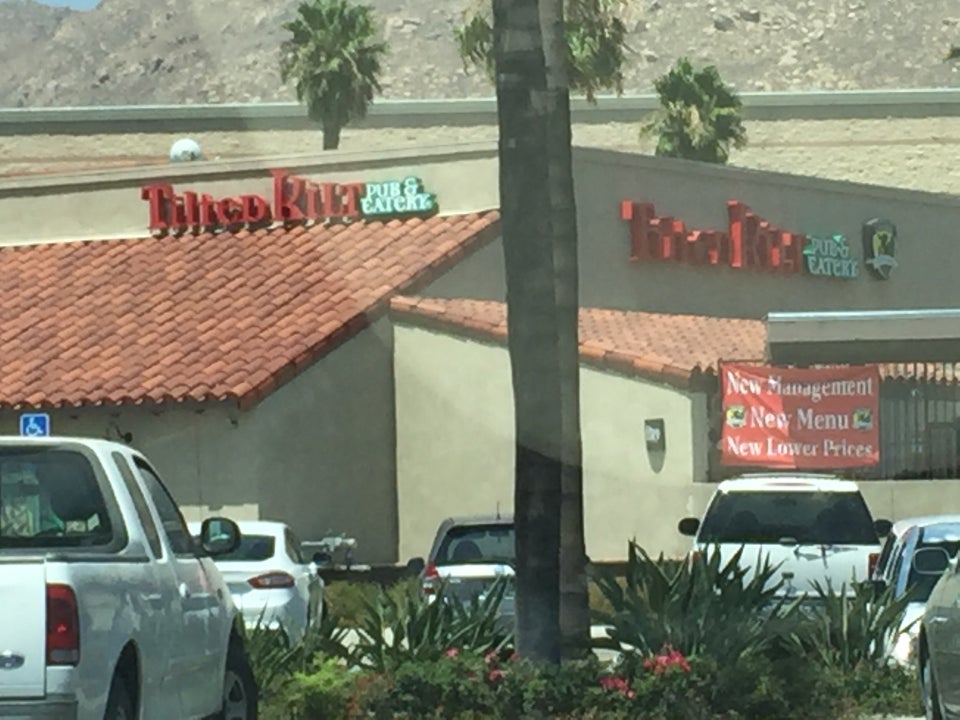 Tilted Kilt PUB &
EATERY
Tilted Kilt PUB &
EATERY
New Management
New Menu
New Lower Prices